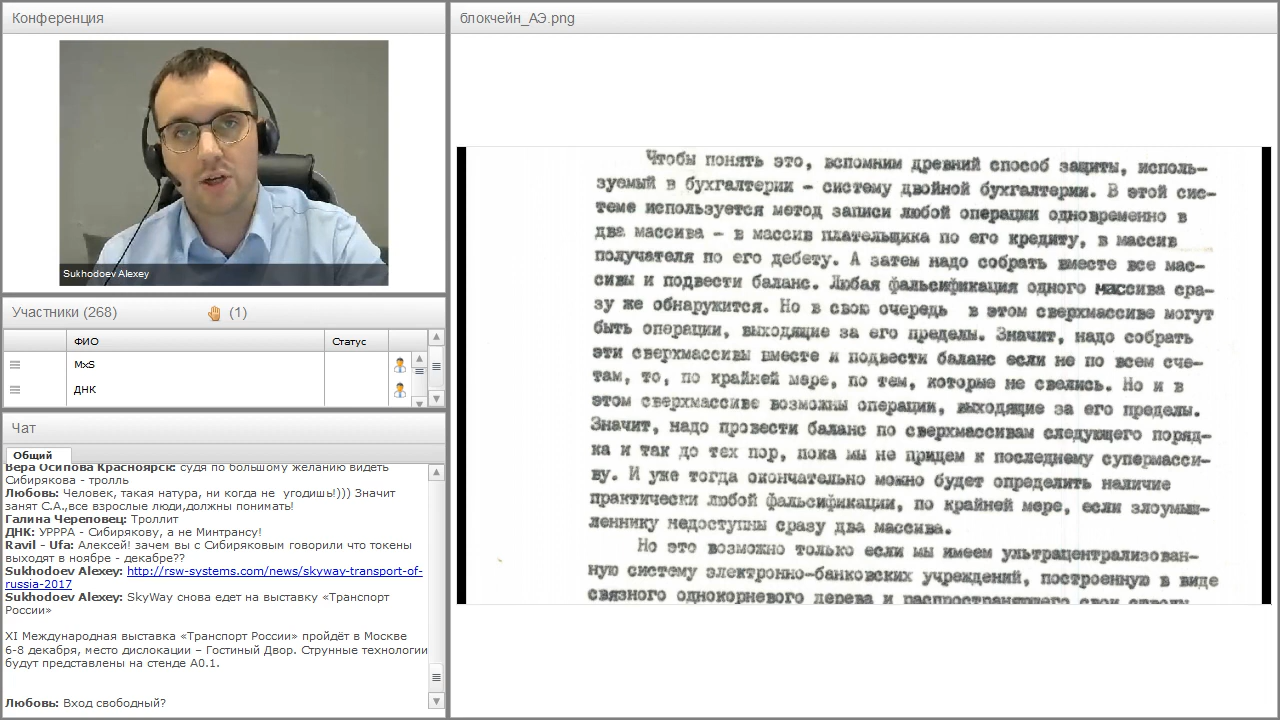 Конференция
Sukhodoev Alexey
Участники (268)
(1)
ФИО
Статус
MxS
ДНК
Чат
Общий
Вера Осипова Красноярск: судя по большому желанию видеть
Сибирякова - тролль
Любовь: Человек, такая натура, ни когда не угодишь!))) Значит
занят С.А.,все взрослые люди,должны понимать!
Галина Череповец: Троллит
ДНК: УРРРА - Сибирякову, а не Минтрансу!
Ravil - Ufa: Алексей! зачем вы с Сибиряковым говорили что токены
выходят в ноябре - декабре??
Sukhodoev Alexey: http://rsw-systems.com/news/skyway-transport-of-
russia-2017
Sukhodoev Alexey: SkyWay снова едет на выставку «Транспорт
России»
XI Международная выставка «Транспорт России» пройдёт в Москве
6-8 декабря, место дислокации – Гостиный Двор. Струнные технологии
будут представлены на стенде А0.1.
Любовь: Вход свободный?
блокчейн_АЭ.png
Чтобы понять это, вспомним древний способ защиты, исполь-
зуемый в бухгалтерии - систему двойной бухгалтерии. В этой сис-
теме используется метод записи любой операции одновременно в
два массива - в массив плательщика по его кредиту, в массив
получателя по его дебету. А затем надо собрать вместе все мас-
сивы и подвести баланс. Любая фальсификация одного массива сра-
зу же обнаружится. Но в свою очередь в этом сверхмассиве могут
быть операции, выходящие за его пределы. Значит, надо собрать
эти сверхмассивы вместе и подвести баланс если не по всем сче-
там, то, по крайней мере, по тем, которые не свелись. Но и в
этом сверхмассиве возможны операции, выходящие за его пределы.
Значит, надо провести баланс по сверхмассивам следующего поряд-
ка и так до тех пор, пока мы не прицем к последнему супермасси-
ву. И уже тогда окончательно можно будет определить наличие
практически любой фальсификации, по крайней мере, если злоумыш-
леннику недоступны сразу два массива.
Но это возможно только если мы имеем ультрацентрализован-
ную систему электронно-банковских учреждений, построенную в виде
связного однокорневого дерева и распространяющего свои стволы